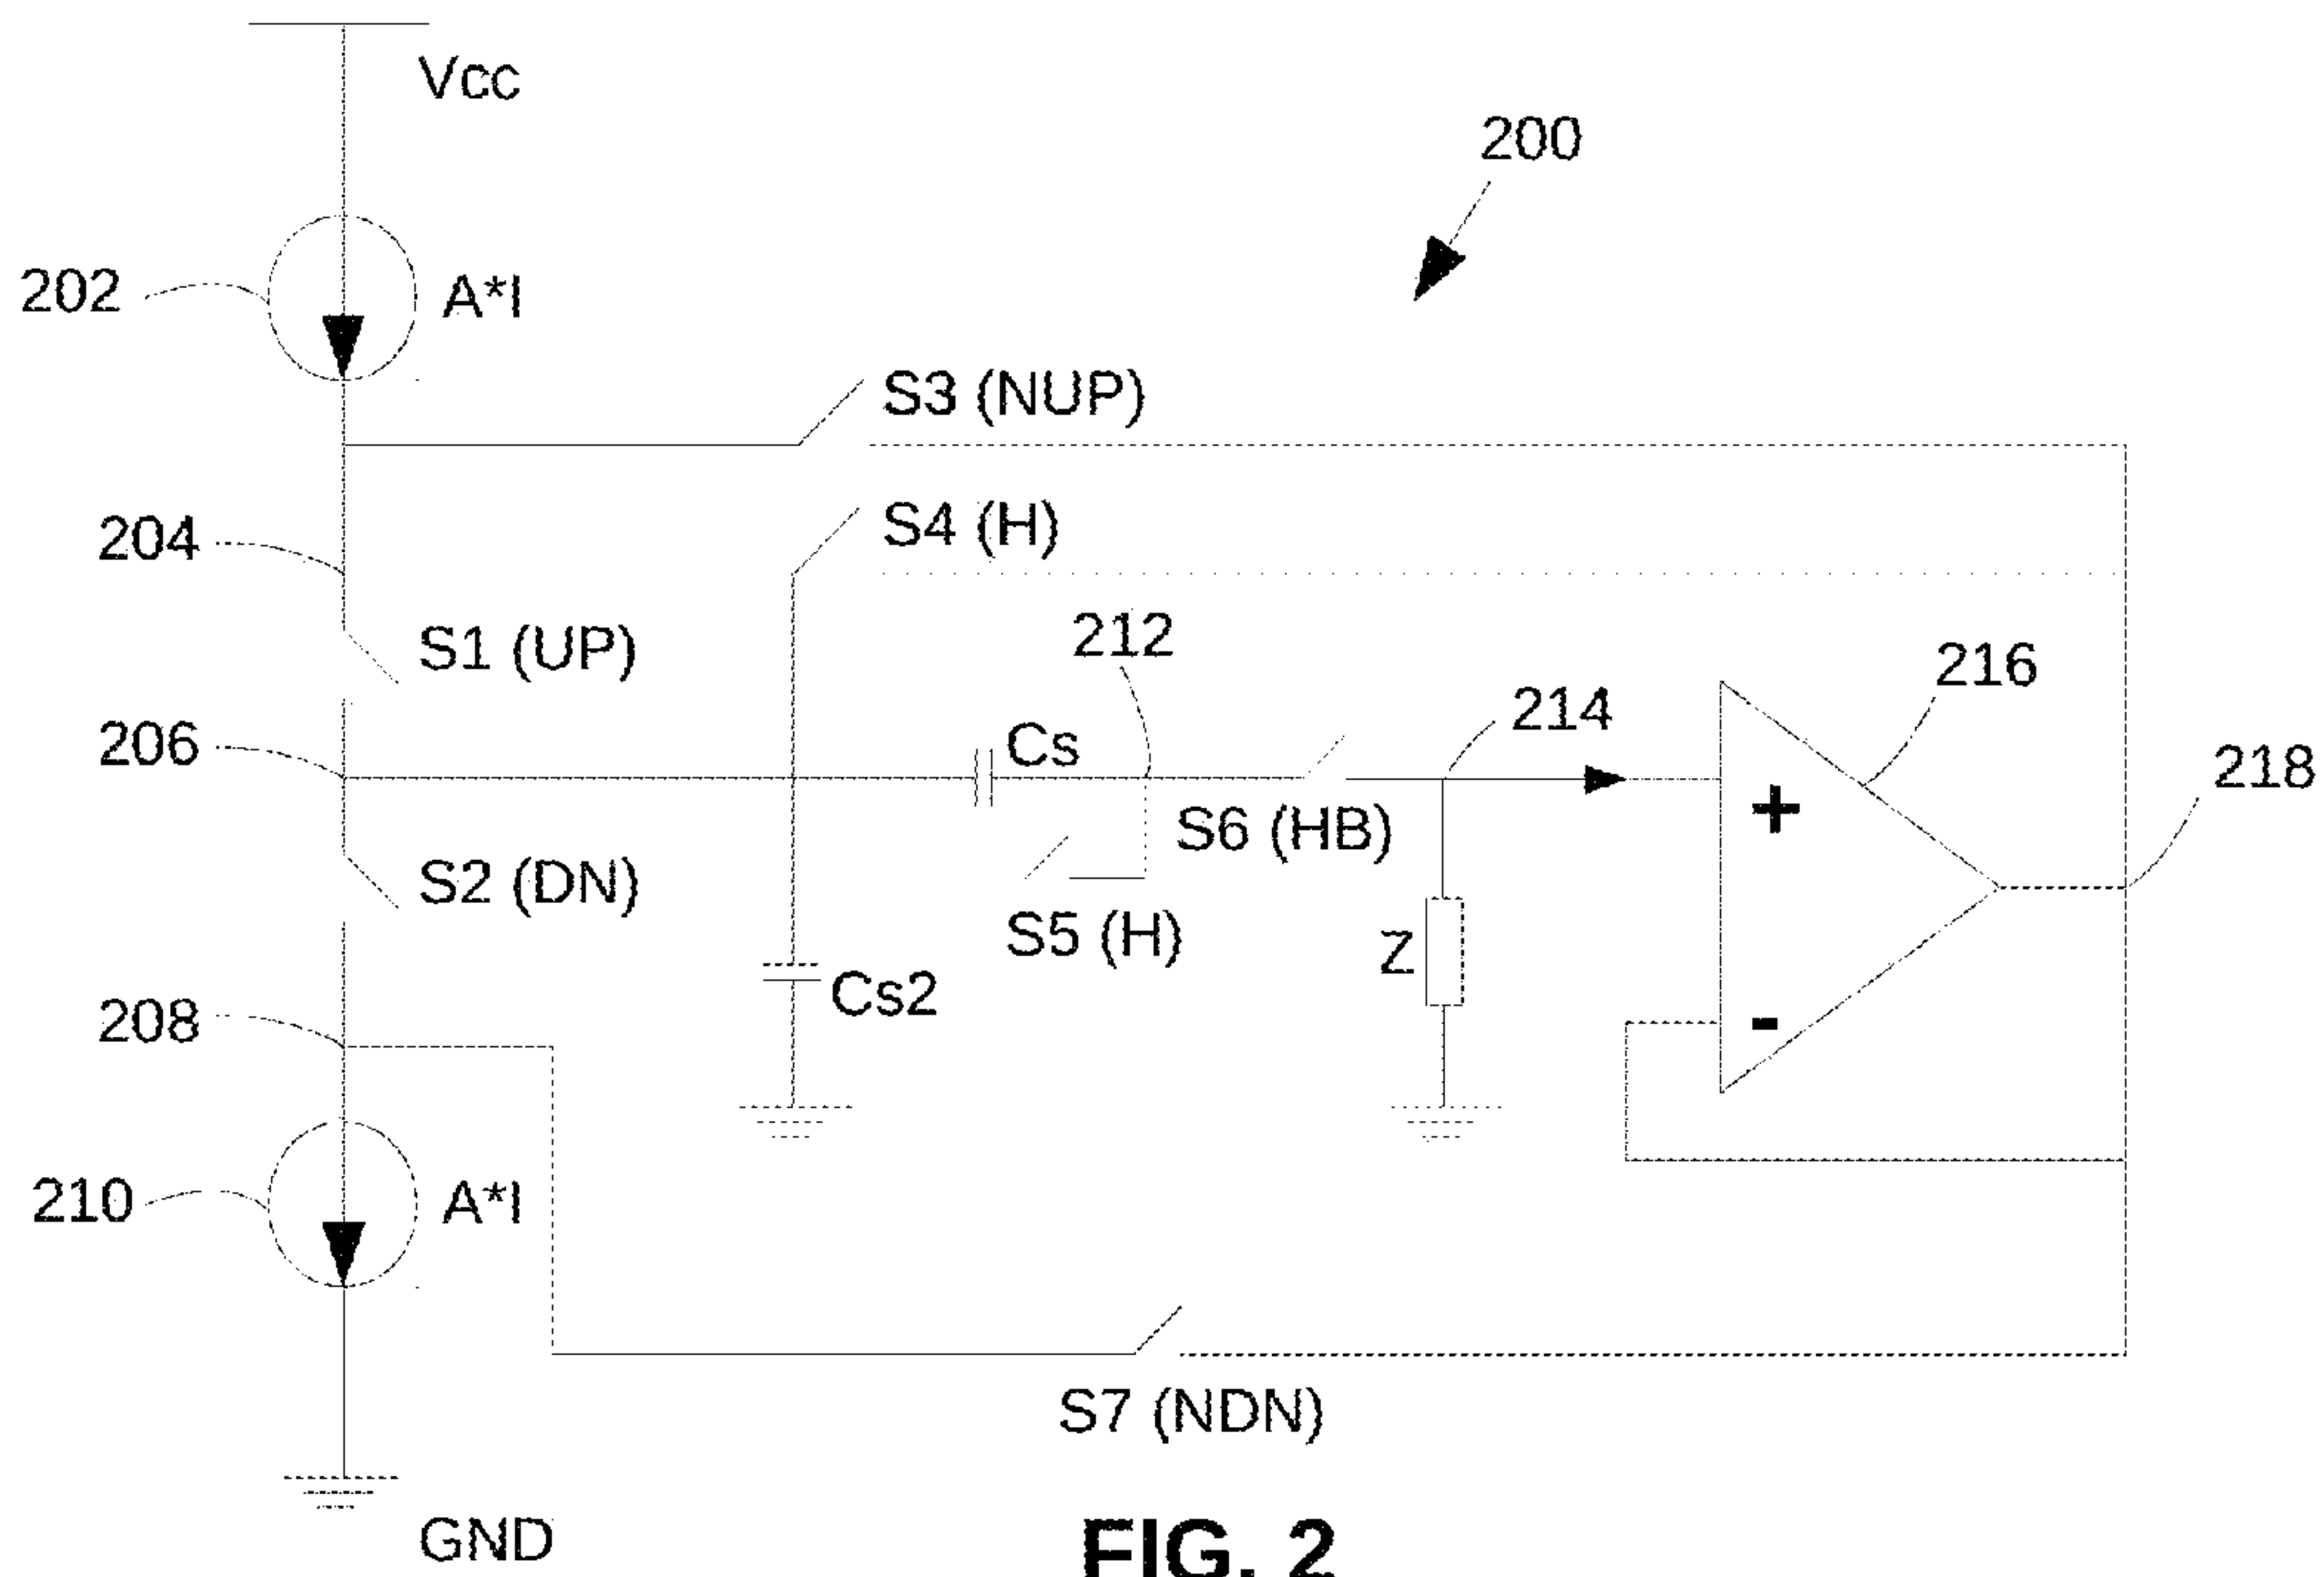 Vcc
200
202
A*I
S3 (NUP)
204
S4 (H)
S1 (UP)
212
216
206
Cs
214
218
S2 (DN)
S6 (HB)
+
S5 (H)
Z
208
Cs2
-
210
A*I
S7 (NDN)
GND
FIG. 2